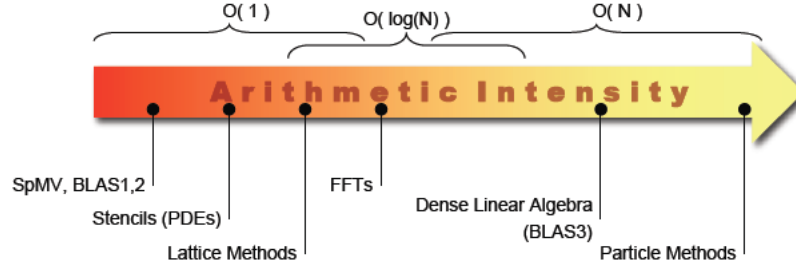 O( 1 )
O( log(N) )
O( N )
Arithmetic Intensity
SpMV, BLAS1,2
FFTs
Stencils (PDEs)
Dense Linear Algebra
(BLAS3)
Lattice Methods
Particle Methods